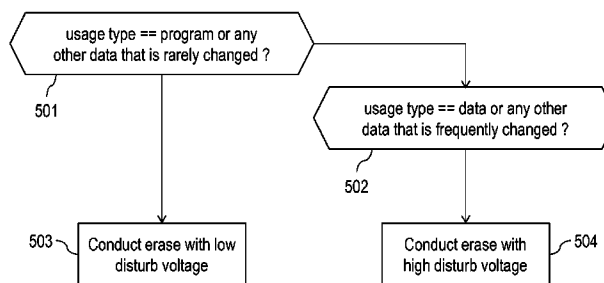 usage type == program or any
other data that is rarely changed ?
501
usage type == data or any other
data that is frequently changed ?
502
503
Conduct erase with low
disturb voltage
Conduct erase with
high disturb voltage
504